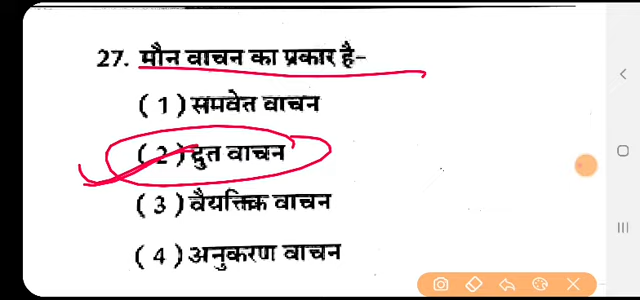 27. मौन वाचन का प्रकार है-
(1) समवेत वाचन
(2) द्रुत वाचन
(3) वैयक्तिक वाचन
(4) अनुकरण वाचन